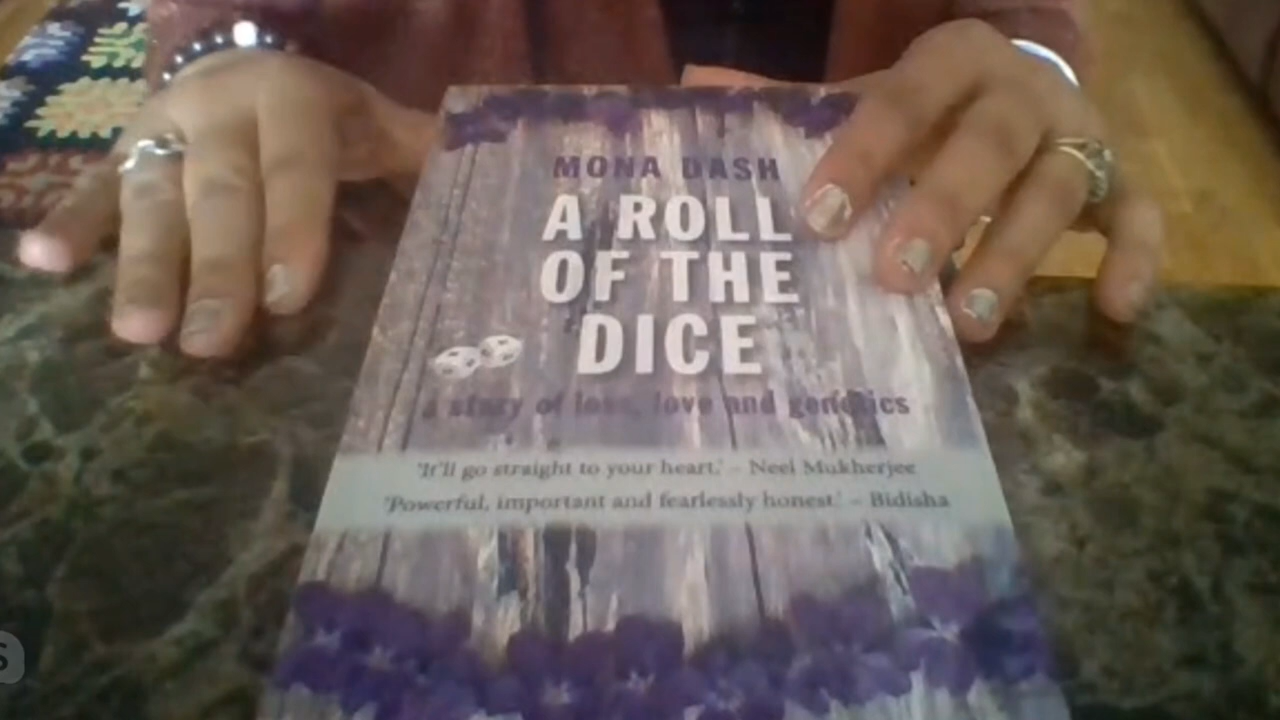 MONA DASH
A ROLL
OF THE
DICE
a story of loss, love and genetics
'It'll go straight to your heart.' – Neel Mukherjee
'Powerful, important and fearlessly honest.' – Bidisha
S